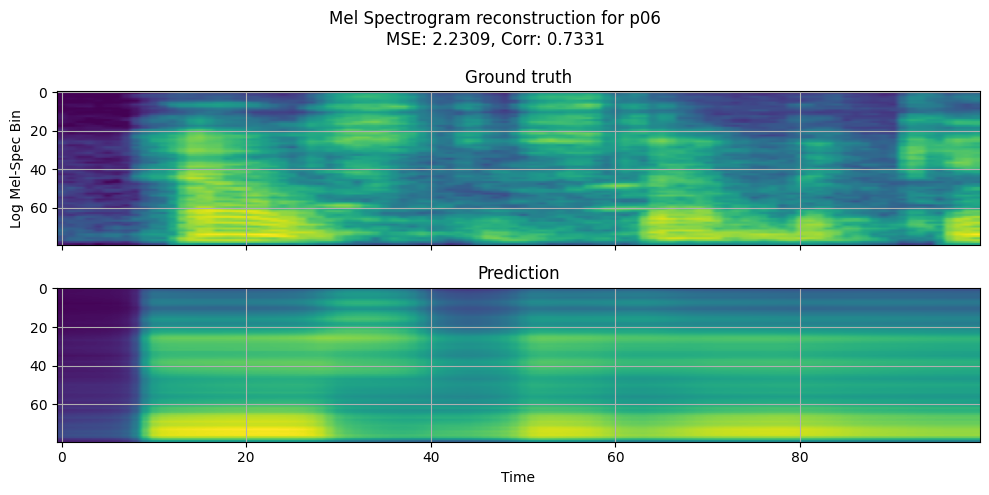 Mel Spectrogram reconstruction for p06
MSE: 2.2309, Corr: 0.7331
Ground truth
Log Mel-Spec Bin
0
20
40
60
Prediction
0
20
40
60
0 20 40 60 80
Time